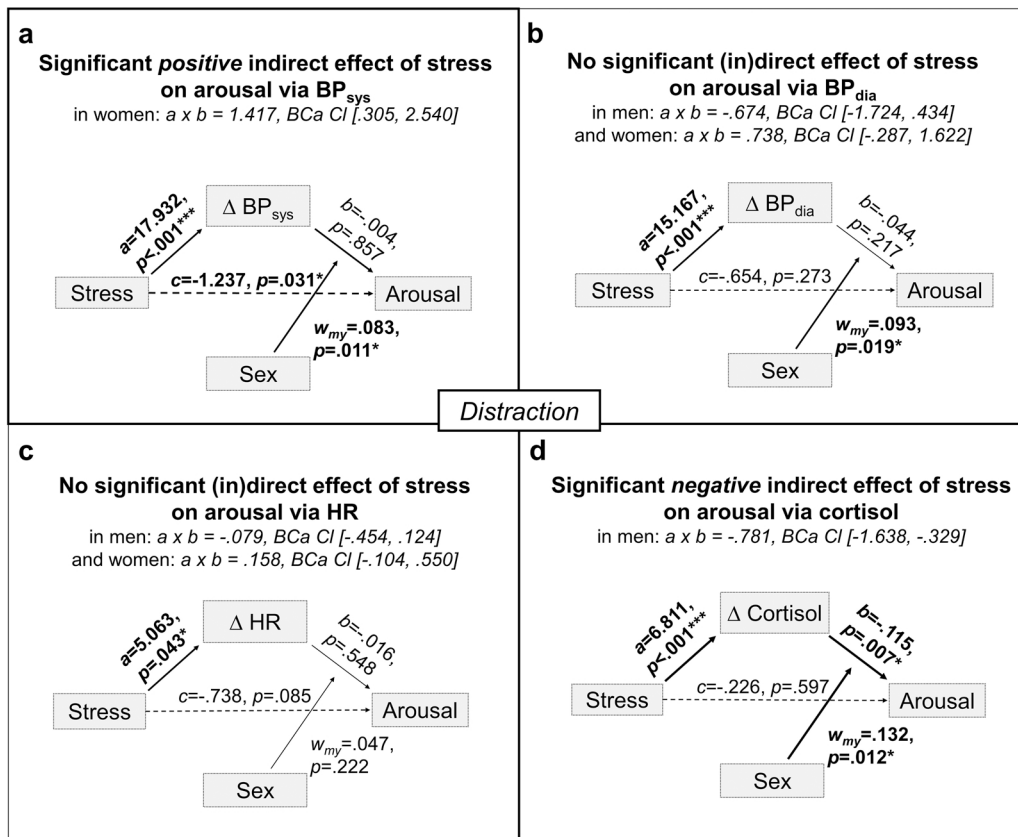 a
Significant positive indirect effect of stress
on arousal via BPsys
in women: a x b = 1.417, BCa CI [.305, 2.540]
a=17.932,
p<.001***
Δ BPsys
b=-.004,
p=.857
Stress
c=-1.237, p=.031*
Arousal
wmy=.083,
p=.011*
Sex
b
No significant (in)direct effect of stress
on arousal via BPdia
in men: a x b = -.674, BCa CI [-1.724, .434]
and women: a x b = .738, BCa CI [-.287, 1.622]
a=15.167,
p<.001***
Δ BPdia
b=-.044,
p=.217
Stress
c=-.654, p=.273
Arousal
wmy=.093,
p=.019*
Sex
Distraction
c
No significant (in)direct effect of stress
on arousal via HR
in men: a x b = -.079, BCa CI [-.454, .124]
and women: a x b = .158, BCa CI [-.104, .550]
a=5.063,
p=.043*
Δ HR
b=-.016,
p=.548
Stress
c=-.738, p=.085
Arousal
wmy=.047,
p=.222
Sex
d
Significant negative indirect effect of stress
on arousal via cortisol
in men: a x b = -.781, BCa CI [-1.638, -.329]
a=6.811,
p<.001***
Δ Cortisol
b=-.115,
p=.007*
Stress
c=-.226, p=.597
Arousal
wmy=.132,
p=.012*
Sex